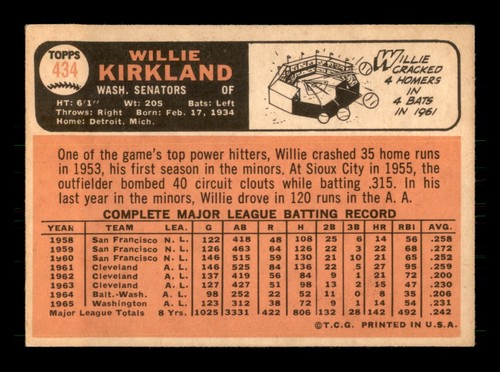 TOPPS
434
WILLIE
KIRKLAND
WASH. SENATORS OF
HT: 6'1" Wt: 205 Bats: Left
Throws: Right Born: Feb. 17, 1934
Home: Detroit, Mich.
WILLIE
CRACKED
4 HOMERS
IN
4 BATS
IN 1961
One of the game's top power hitters, Willie crashed 35 home runs
in 1953, his first season in the minors. At Sioux City in 1955, the
outfielder bombed 40 circuit clouts while batting .315. In his
last year in the minors, Willie drove in 120 runs in the A. A.
COMPLETE MAJOR LEAGUE BATTING RECORD
YEAR TEAM LEA. G AB R H 2B 3B HR RBI AVG.
1958 San Francisco N. L. 122 418 48 108 25 6 14 56 .258
1959 San Francisco N. L. 126 463 64 126 22 3 22 68 .272
1960 San Francisco N. L. 146 515 59 130 21 10 21 65 .252
1961 Cleveland A. L. 146 525 84 136 22 5 27 95 .259
1962 Cleveland A. L. 137 419 56 84 9 1 21 72 .200
1963 Cleveland A. L. 127 427 51 98 13 2 15 47 .230
1964 Balt.-Wash. A. L. 98 252 22 52 11 0 8 35 .206
1965 Washington A. L. 123 312 38 72 9 1 14 54 .231
Major League Totals 8 Yrs. 1025 3331 422 806 132 28 142 492 .242
©T.C.G. PRINTED IN U.S.A.